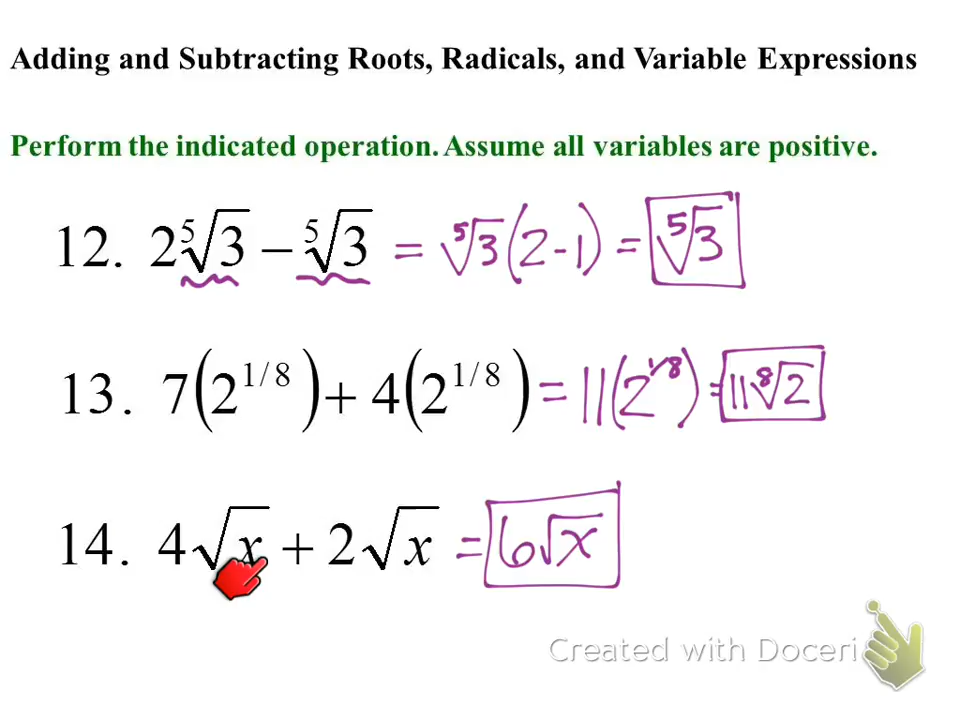 Adding and Subtracting Roots, Radicals, and Variable Expressions
Perform the indicated operation. Assume all variables are positive.
12. 2⁵√3 − ⁵√3 = ⁵√3(2-1) = ⁵√3
13. 7(2^1/8) + 4(2^1/8) = 11(2^1/8) = 11⁸√2
14. 4√x + 2√x = 6√x
Created with Doceri